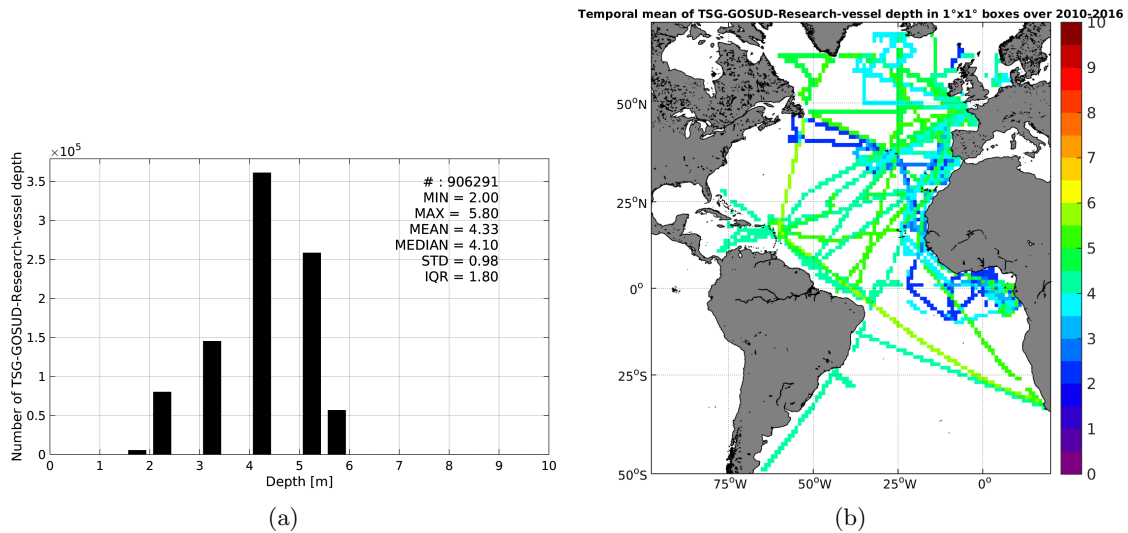 Temporal mean of TSG-GOSUD-Research-vessel depth in 1°x1° boxes over 2010-2016
×10⁵
Number of TSG-GOSUD-Research-vessel depth
3.5
3
2.5
2
1.5
1
0.5
0
# : 906291
MIN = 2.00
MAX = 5.80
MEAN = 4.33
MEDIAN = 4.10
STD = 0.98
IQR = 1.80
0 1 2 3 4 5 6 7 8 9 10
Depth [m]
(a)
50°N
25°N
0°
25°S
50°S
75°W 50°W 25°W 0°
10
9
8
7
6
5
4
3
2
1
0
(b)